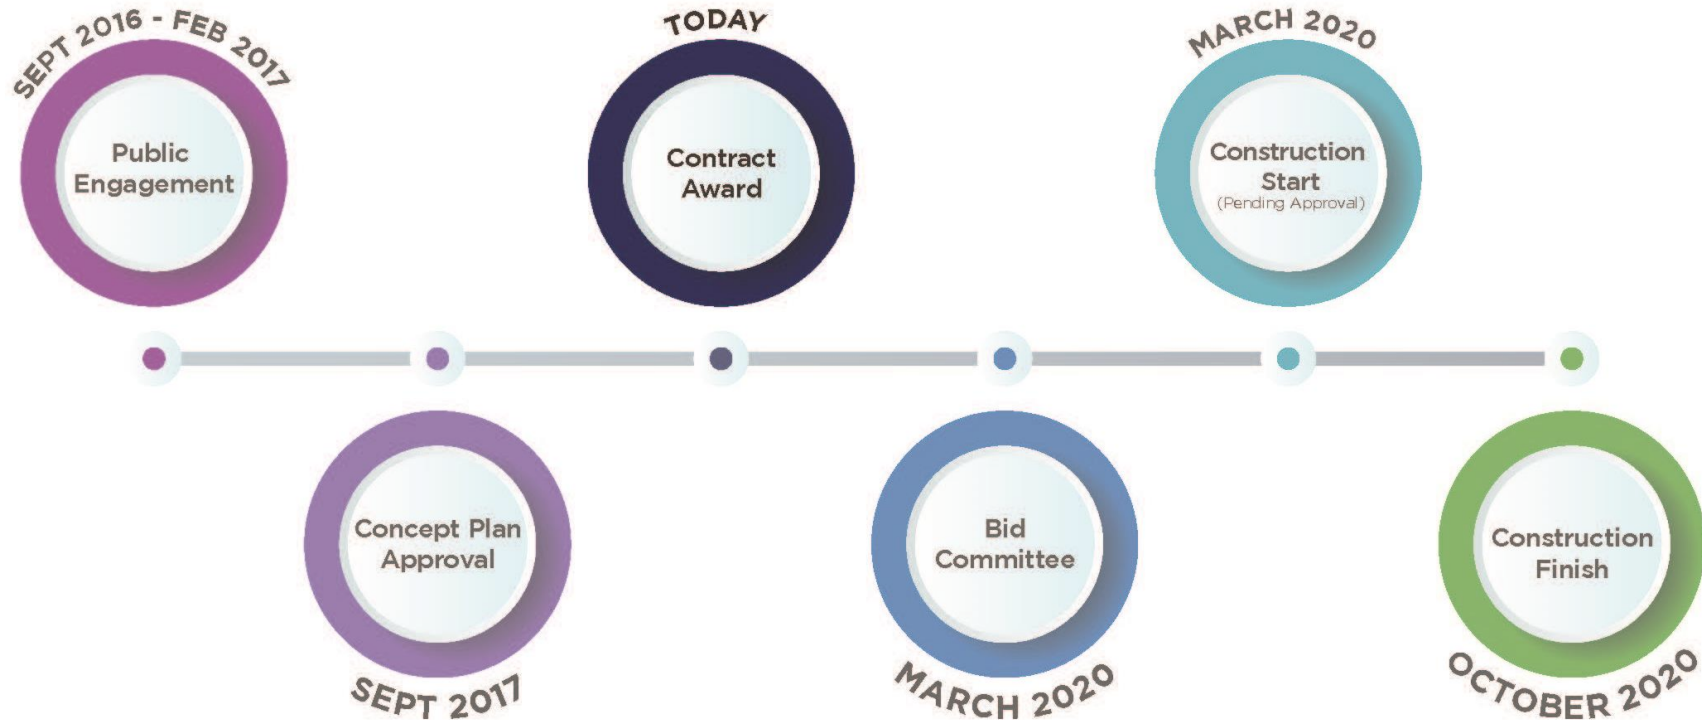 SEPT 2016 - FEB 2017
Public
Engagement
TODAY
Contract
Award
MARCH 2020
Construction
Start
(Pending Approval)
Concept Plan
Approval
SEPT 2017
Bid
Committee
MARCH 2020
Construction
Finish
OCTOBER 2020